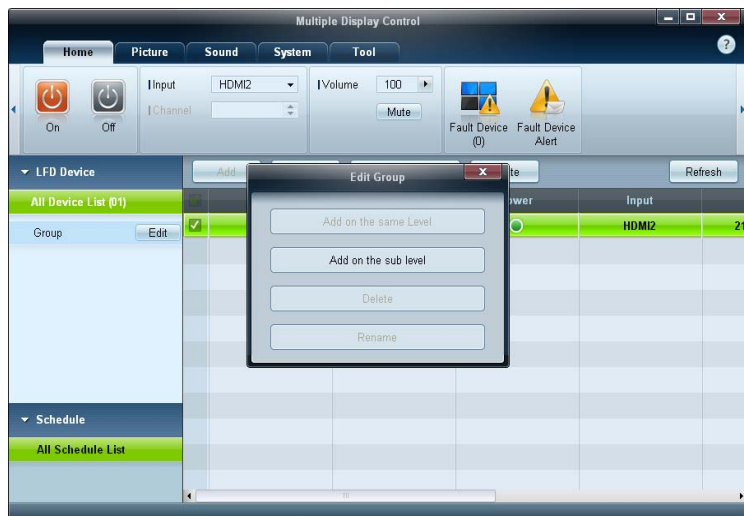 Multiple Display Control
Home Picture Sound System Tool
?
Input HDMI2
Channel
Volume 100
Mute
On Off
Fault Device (0)
Fault Device Alert
LFD Device
Add
Refresh
All Device List (01)
Input
Group Edit
HDMI2 21
Edit Group
X
Add on the same Level
Add on the sub level
Delete
Rename
Schedule
All Schedule List